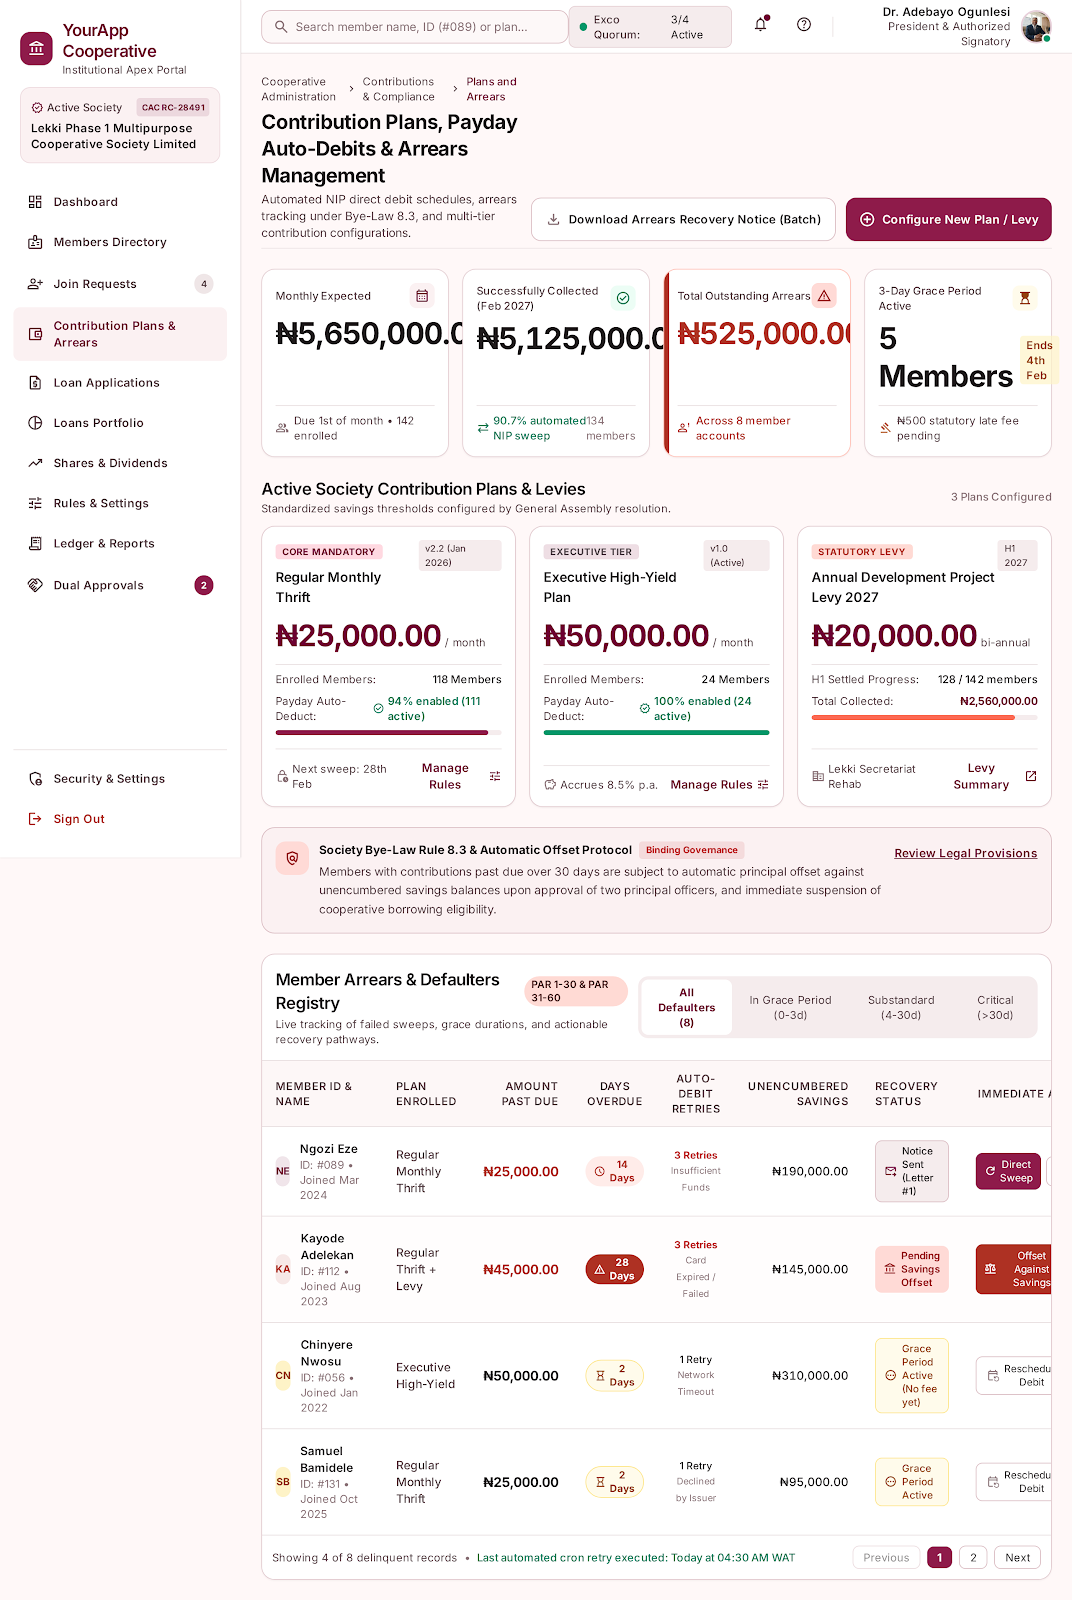 YourApp
Cooperative
Institutional Apex Portal
Active Society
CAC RC-28491
Lekki Phase 1 Multipurpose
Cooperative Society Limited
Dashboard
Members Directory
Join Requests
4
Contribution Plans &
Arrears
Loan Applications
Loans Portfolio
Shares & Dividends
Rules & Settings
Ledger & Reports
Dual Approvals
2
Security & Settings
Sign Out
Search member name, ID (#089) or plan...
Exco
Quorum:
3/4
Active
Dr. Adebayo Ogunlesi
President & Authorized
Signatory
Cooperative
Administration
Contributions
& Compliance
Plans and
Arrears
Contribution Plans, Payday
Auto-Debits & Arrears
Management
Automated NIP direct debit schedules, arrears
tracking under Bye-Law 8.3, and multi-tier
contribution configurations.
Download Arrears Recovery Notice (Batch)
Configure New Plan / Levy
Monthly Expected
₦5,650,000.0
Due 1st of month • 142
enrolled
Successfully Collected
(Feb 2027)
₦5,125,000.0
90.7% automated
NIP sweep
134
members
Total Outstanding Arrears
₦525,000.00
Across 8 member
accounts
3-Day Grace Period
Active
5
Members
Ends
4th
Feb
₦500 statutory late fee
pending
Active Society Contribution Plans & Levies
Standardized savings thresholds configured by General Assembly resolution.
3 Plans Configured
CORE MANDATORY
v2.2 (Jan
2026)
Regular Monthly
Thrift
₦25,000.00 / month
Enrolled Members:
118 Members
Payday Auto-
Deduct:
94% enabled (111
active)
Next sweep: 28th
Feb
Manage
Rules
EXECUTIVE TIER
v1.0
(Active)
Executive High-Yield
Plan
₦50,000.00 / month
Enrolled Members:
24 Members
Payday Auto-
Deduct:
100% enabled (24
active)
Accrues 8.5% p.a.
Manage Rules
STATUTORY LEVY
H1
2027
Annual Development Project
Levy 2027
₦20,000.00 bi-annual
H1 Settled Progress:
128 / 142 members
Total Collected:
₦2,560,000.00
Lekki Secretariat
Rehab
Levy
Summary
Society Bye-Law Rule 8.3 & Automatic Offset Protocol
Binding Governance
Review Legal Provisions
Members with contributions past due over 30 days are subject to automatic principal offset against
unencumbered savings balances upon approval of two principal officers, and immediate suspension of
cooperative borrowing eligibility.
Member Arrears & Defaulters
Registry
PAR 1-30 & PAR
31-60
Live tracking of failed sweeps, grace durations, and actionable
recovery pathways.
All
Defaulters
(8)
In Grace Period
(0-3d)
Substandard
(4-30d)
Critical
(>30d)
MEMBER ID &
NAME
PLAN
ENROLLED
AMOUNT
PAST DUE
DAYS
OVERDUE
AUTO-
DEBIT
RETRIES
UNENCUMBERED
SAVINGS
RECOVERY
STATUS
IMMEDIATE A
NE
Ngozi Eze
ID: #089 •
Joined Mar
2024
Regular
Monthly
Thrift
₦25,000.00
14
Days
3 Retries
Insufficient
Funds
₦190,000.00
Notice
Sent
(Letter
#1)
Direct
Sweep
KA
Kayode
Adelekan
ID: #112 •
Joined Aug
2023
Regular
Thrift +
Levy
₦45,000.00
28
Days
3 Retries
Card
Expired /
Failed
₦145,000.00
Pending
Savings
Offset
Offset
Against
Savings
CN
Chinyere
Nwosu
ID: #056 •
Joined Jan
2022
Executive
High-Yield
₦50,000.00
2
Days
1 Retry
Network
Timeout
₦310,000.00
Grace
Period
Active
(No fee
yet)
Reschedu
Debit
SB
Samuel
Bamidele
ID: #131 •
Joined Oct
2025
Regular
Monthly
Thrift
₦25,000.00
2
Days
1 Retry
Declined
by Issuer
₦95,000.00
Grace
Period
Active
Reschedu
Debit
Showing 4 of 8 delinquent records • Last automated cron retry executed: Today at 04:30 AM WAT
Previous
1
2
Next